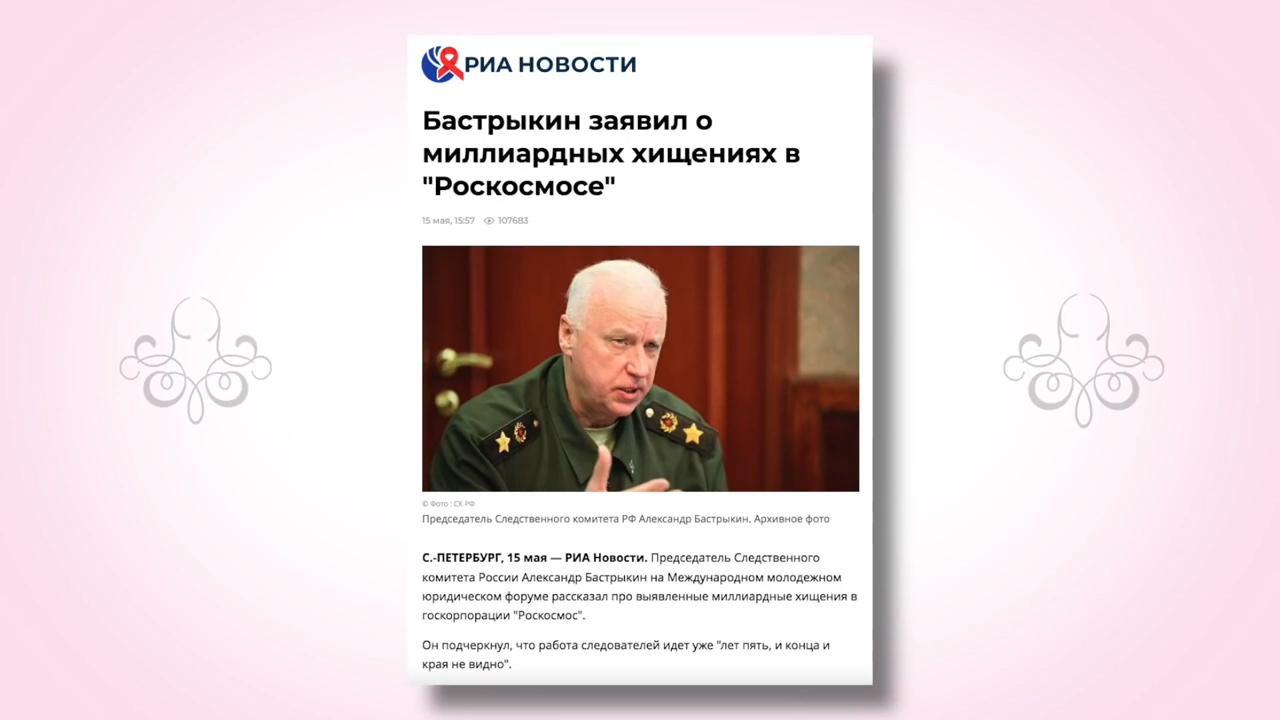 РИА НОВОСТИ
Бастрыкин заявил о
миллиардных хищениях в
"Роскосмосе"
15 мая, 15:57 107683
© Фото : СК РФ
Председатель Следственного комитета РФ Александр Бастрыкин. Архивное фото
С.-ПЕТЕРБУРГ, 15 мая — РИА Новости. Председатель Следственного
комитета России Александр Бастрыкин на Международном молодежном
юридическом форуме рассказал про выявленные миллиардные хищения в
госкорпорации "Роскосмос".
Он подчеркнул, что работа следователей идет уже "лет пять, и конца и
края не видно".